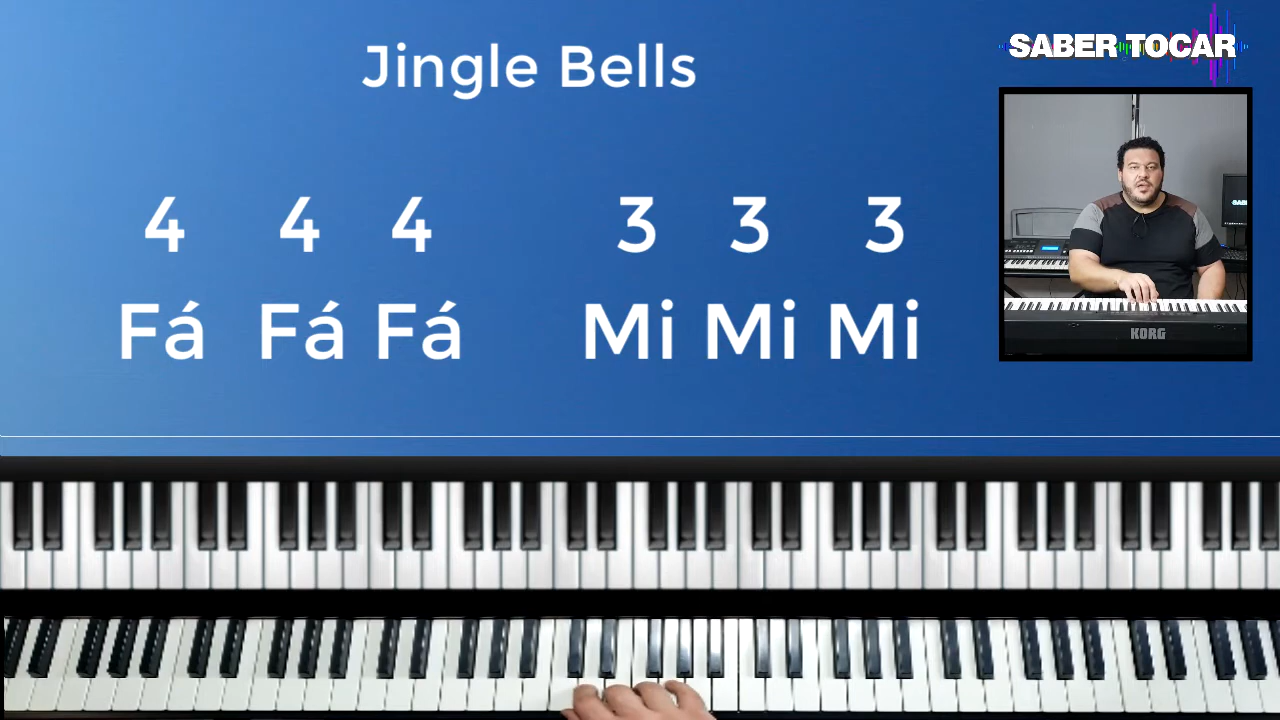 SABER TOCAR
Jingle Bells
4 4 4 3 3 3
Fá Fá Fá Mi Mi Mi
KORG